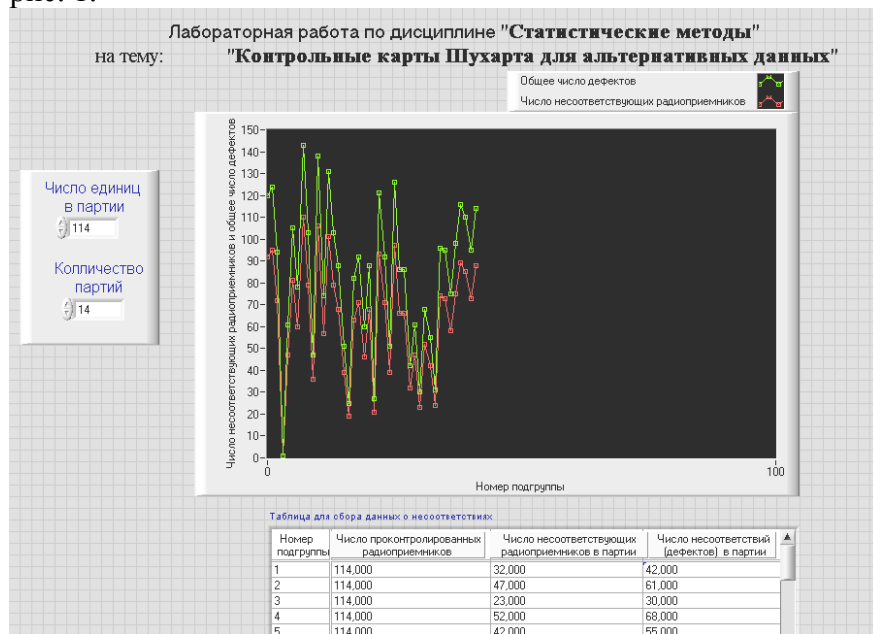 рис. 1.
Лабораторная работа по дисциплине "Статистические методы"
на тему: "Контрольные карты Шухарта для альтернативных данных"
Общее число дефектов
Число несоответствующих радиоприемников
Число единиц
в партии
114
Колличество
партий
14
Число несоответствующих радиоприемников и общее число дефектов
150
140
130
120
110
100
90
80
70
60
50
40
30
20
10
0
0 100
Номер подгруппы
Таблица для сбора данных о несоответствиях
Номер подгруппы Число проконтролированных радиоприемников Число несоответствующих радиоприемников в партии Число несоответствий (дефектов) в партии
1 114,000 32,000 42,000
2 114,000 47,000 61,000
3 114,000 23,000 30,000
4 114,000 52,000 68,000
5 114,000 42,000 55,000